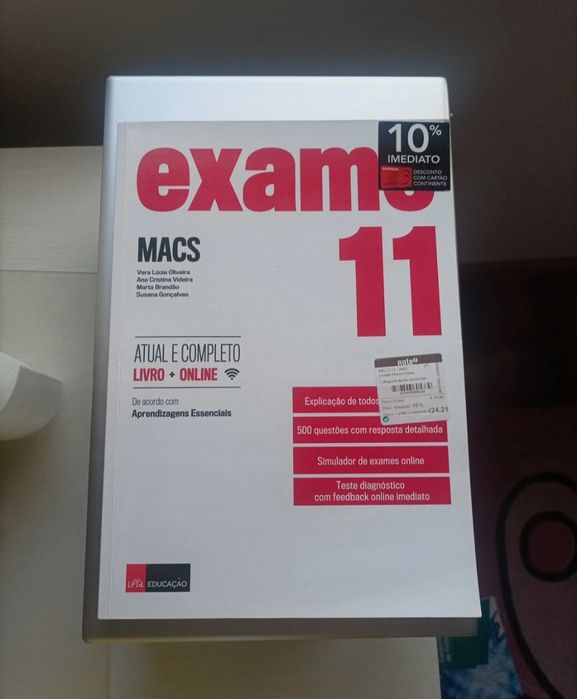 exame
10%
IMEDIATO
DESCONTO
COM CARTÃO
CONTINENTE
11
MACS
Vera Lúcia Oliveira
Ana Cristina Videira
Marta Brandão
Susana Gonçalves
ATUAL E COMPLETO
LIVRO + ONLINE
De acordo com
Aprendizagens Essenciais
note!
€24.21
Explicação de todos
500 questões com resposta detalhada
Simulador de exames online
Teste diagnóstico
com feedback online imediato
LeYa EDUCAÇÃO